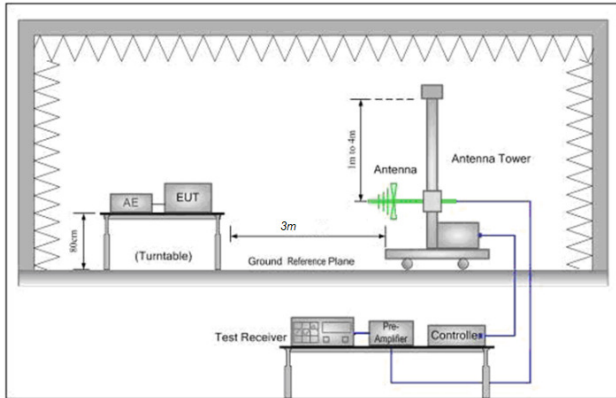 1m to 4m
Antenna
Antenna Tower
AE
EUT
80cm
(Turntable)
3m
Ground Reference Plane
Test Receiver
Pre-
Amplifier
Controller